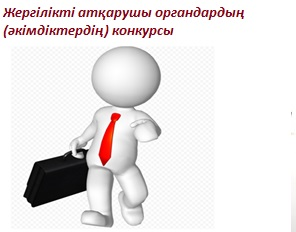 Жергілікті атқарушы органдардың
(әкімдіктердің) конкурсы